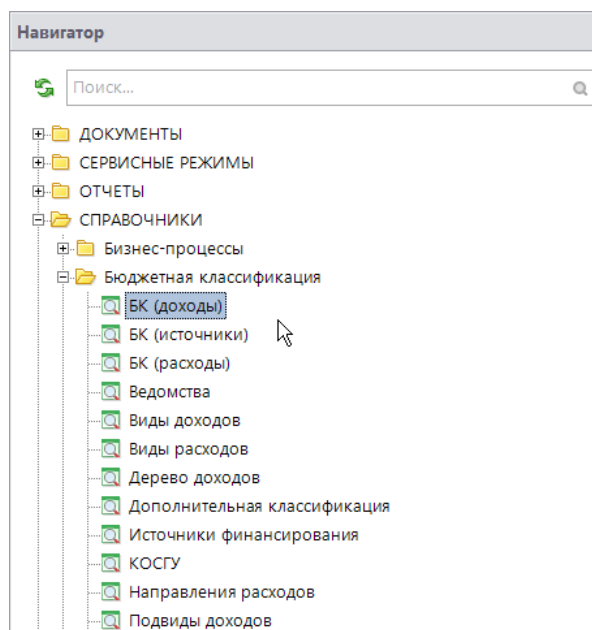 Навигатор
Поиск...
ДОКУМЕНТЫ
СЕРВИСНЫЕ РЕЖИМЫ
ОТЧЕТЫ
СПРАВОЧНИКИ
Бизнес-процессы
Бюджетная классификация
БК (доходы)
БК (источники)
БК (расходы)
Ведомства
Виды доходов
Виды расходов
Дерево доходов
Дополнительная классификация
Источники финансирования
КОСГУ
Направления расходов
Подвиды доходов